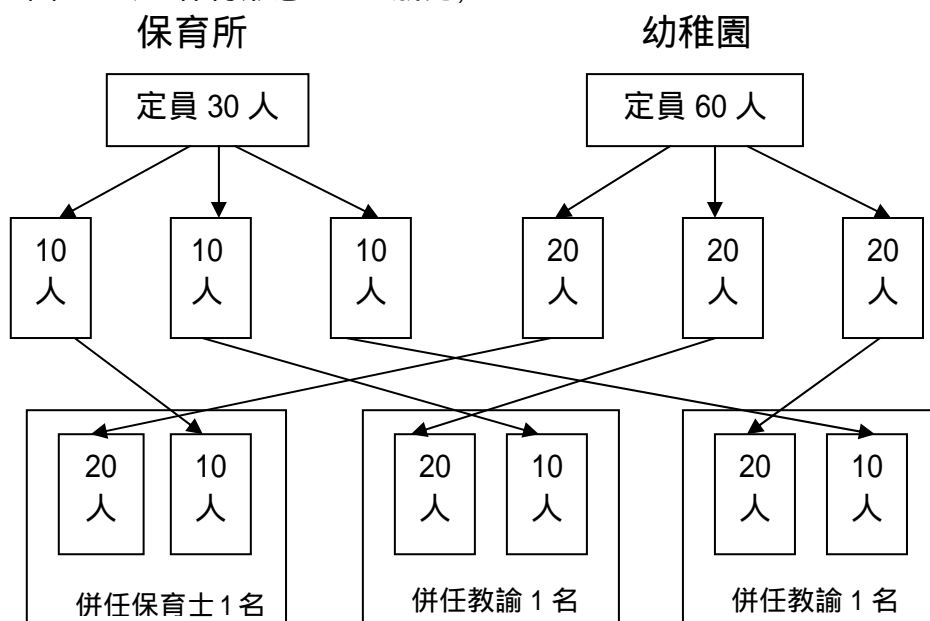 保育所 幼稚園
定員 30 人 定員 60 人
10 10 10 20 20 20
人 人 人 人 人 人
20 10 20 10 20 10
人 人 人 人 人 人
併任保育士1名 併任教諭 1 名 併任教諭 1 名